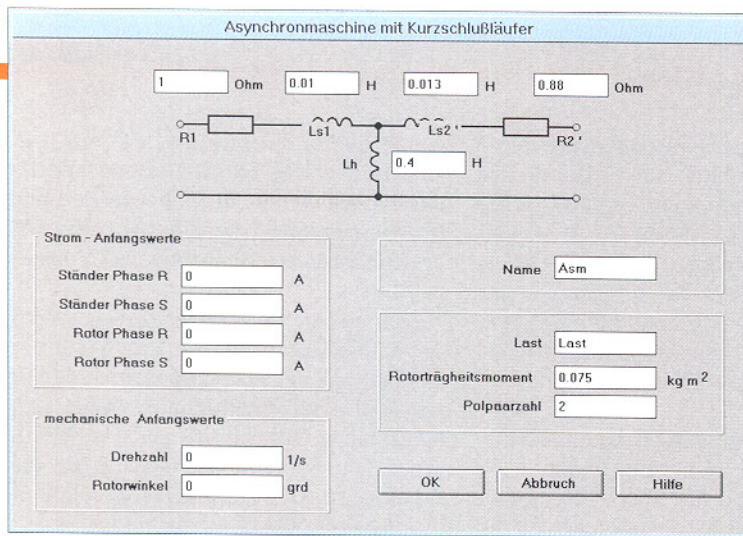 Asynchronmaschine mit Kurzschlußläufer
1 Ohm 0.01 H 0.013 H 0.88 Ohm
R1 Ls1 Ls2 ' R2 '
Lh 0.4 H
Strom - Anfangswerte
Ständer Phase R 0 A
Ständer Phase S 0 A
Rotor Phase R 0 A
Rotor Phase S 0 A
Name Asm
Last Last
Rotorträgheitsmoment 0.075 kg m 2
Polpaarzahl 2
mechanische Anfangswerte
Drehzahl 0 1/s
Rotorwinkel 0 grd
OK Abbruch Hilfe